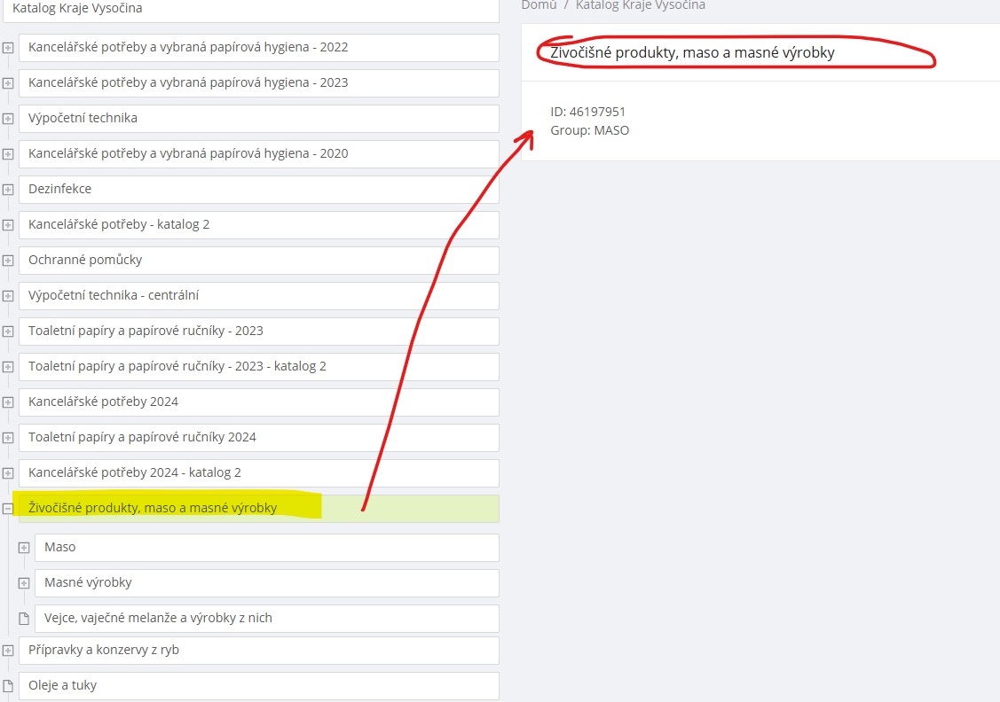 Katalog Kraje Vysočina
Kancelářské potřeby a vybraná papírová hygiena - 2022
Kancelářské potřeby a vybraná papírová hygiena - 2023
Výpočetní technika
Kancelářské potřeby a vybraná papírová hygiena - 2020
Dezinfekce
Kancelářské potřeby - katalog 2
Ochranné pomůcky
Výpočetní technika - centrální
Toaletní papíry a papírové ručníky - 2023
Toaletní papíry a papírové ručníky - 2023 - katalog 2
Kancelářské potřeby 2024
Toaletní papíry a papírové ručníky 2024
Kancelářské potřeby 2024 - katalog 2
Živočišné produkty, maso a masné výrobky
Maso
Masné výrobky
Vejce, vaječné melanže a výrobky z nich
Přípravky a konzervy z ryb
Oleje a tuky
Domů / Katalog Kraje Vysočina
Živočišné produkty, maso a masné výrobky
ID: 46197951
Group: MASO